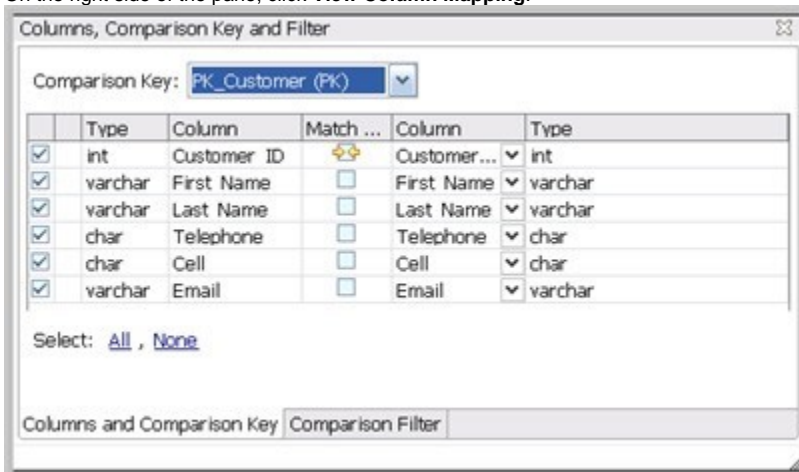 On the right side of the pane, click View Column Mapping.
Columns, Comparison Key and Filter
Comparison Key: PK_Customer (PK)
Type Column Match ... Column Type
int Customer ID Customer... int
varchar First Name First Name varchar
varchar Last Name Last Name varchar
char Telephone Telephone char
char Cell Cell char
varchar Email Email varchar
Select: All , None
Columns and Comparison Key Comparison Filter